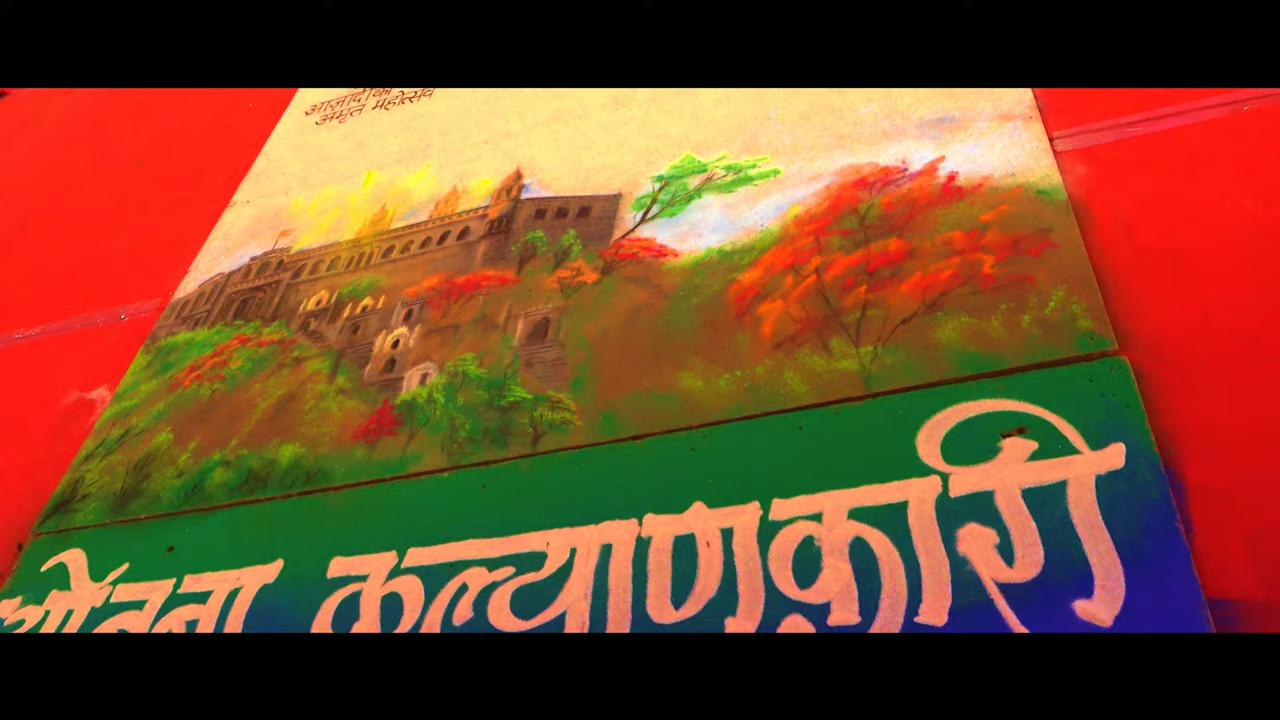 आज़ादी का
अमृत महोत्सव
कल्याणकारी